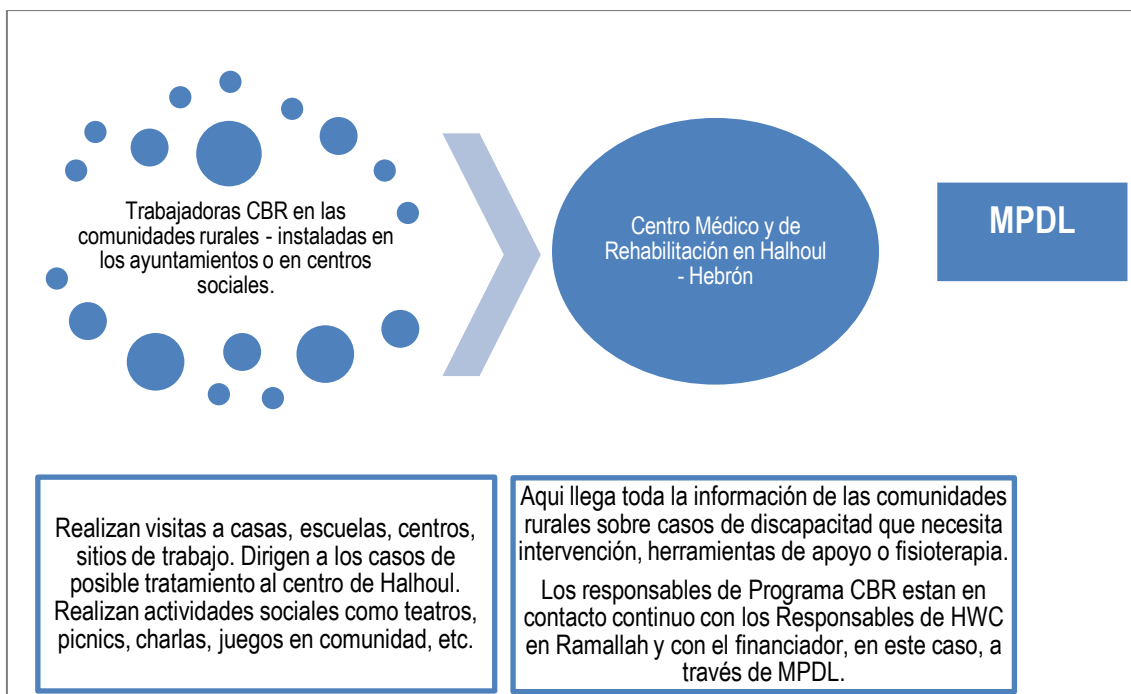 Trabajadoras CBR en las
comunidades rurales - instaladas en
los ayuntamientos o en centros
sociales.
Centro Médico y de
Rehabilitación en Halhoul
- Hebrón
MPDL
Realizan visitas a casas, escuelas, centros,
sitios de trabajo. Dirigen a los casos de
posible tratamiento al centro de Halhoul.
Realizan actividades sociales como teatros,
picnics, charlas, juegos en comunidad, etc.
Aqui llega toda la información de las comunidades
rurales sobre casos de discapacitad que necesita
intervención, herramientas de apoyo o fisioterapia.
Los responsables de Programa CBR estan en
contacto continuo con los Responsables de HWC
en Ramallah y con el financiador, en este caso, a
través de MPDL.